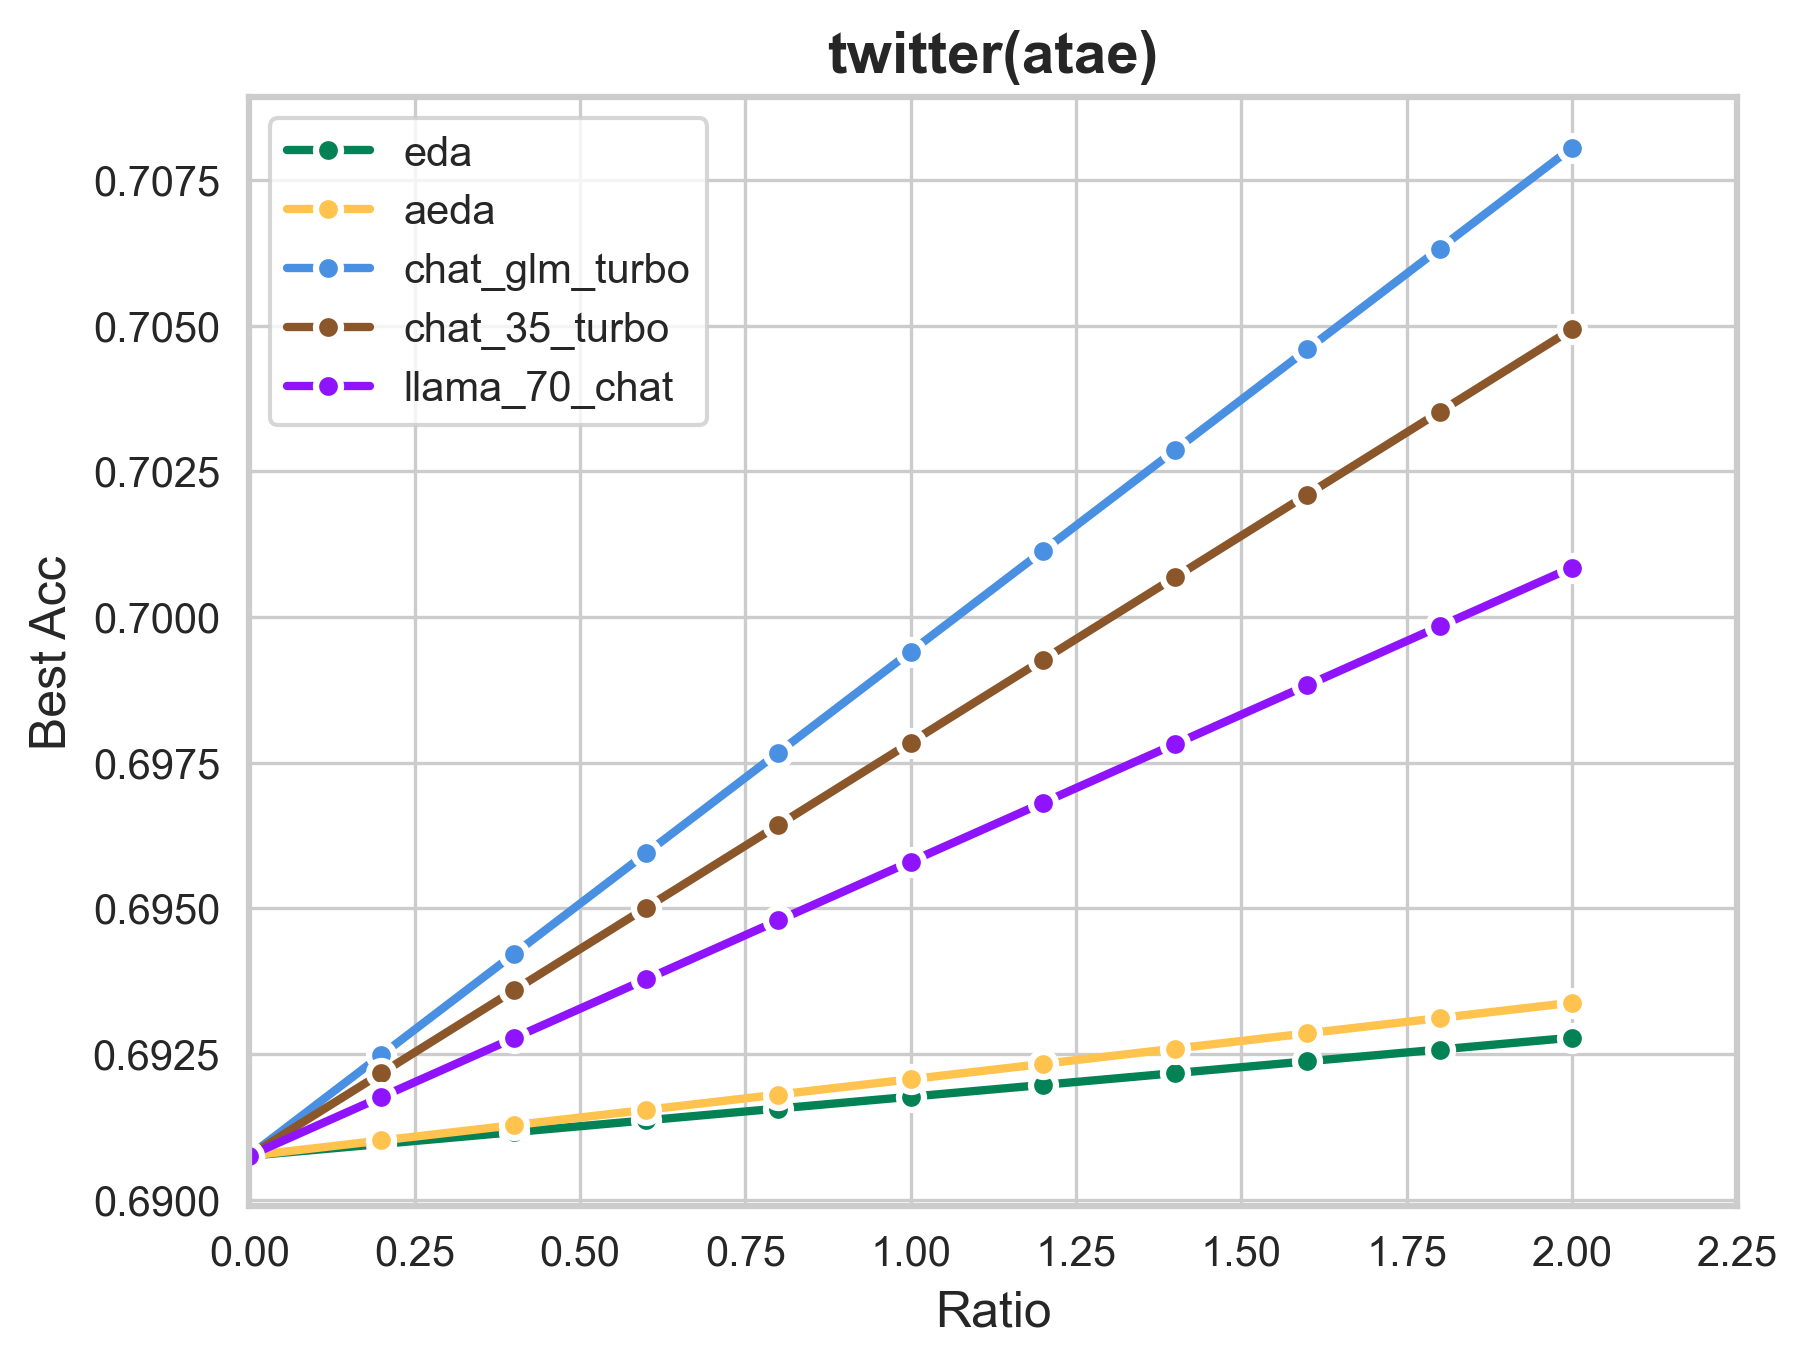 twitter(atae)
eda
aeda
chat_glm_turbo
chat_35_turbo
llama_70_chat
Best Acc
0.7075
0.7050
0.7025
0.7000
0.6975
0.6950
0.6925
0.6900
0.00 0.25 0.50 0.75 1.00 1.25 1.50 1.75 2.00 2.25
Ratio